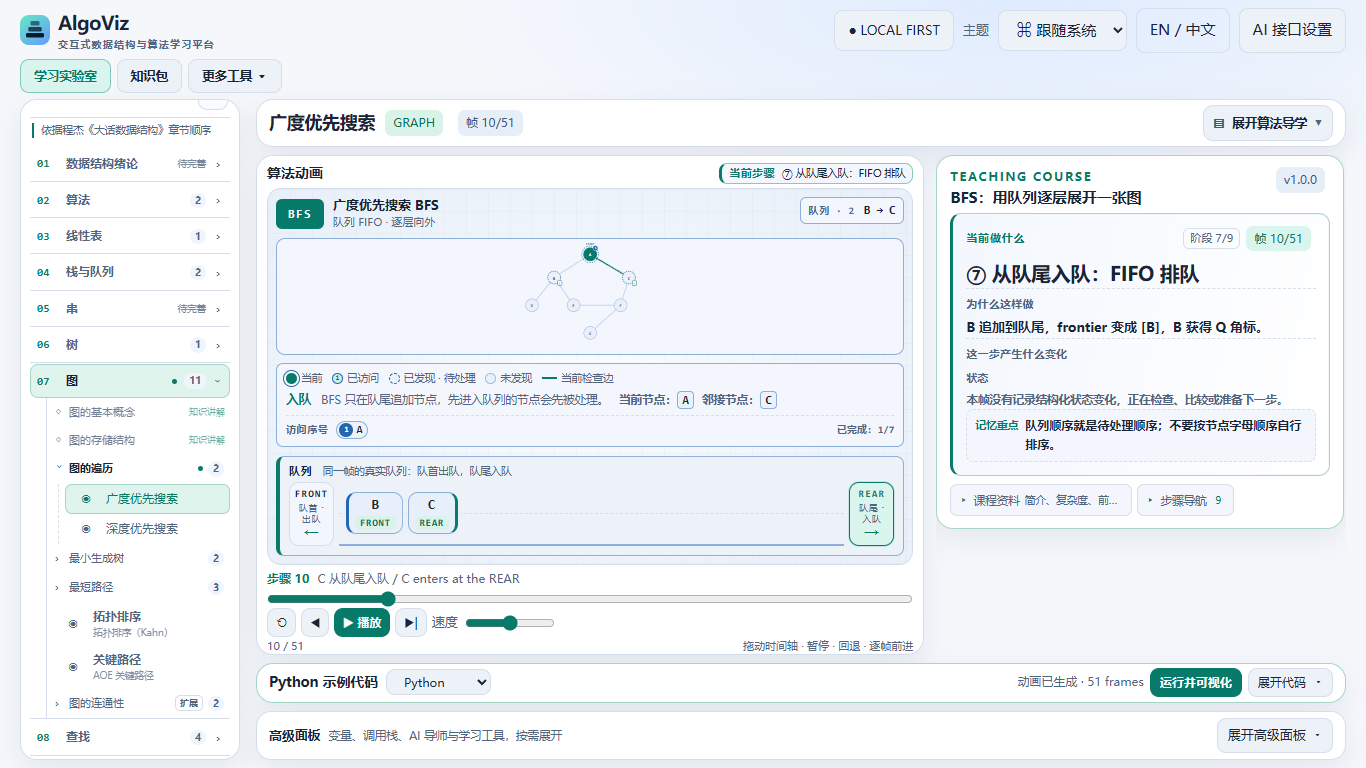 AlgoViz
交互式数据结构与算法学习平台
● LOCAL FIRST
主题
⌘ 跟随系统
EN / 中文
AI 接口设置
学习实验室
知识包
更多工具
依据程杰《大话数据结构》章节顺序
01 数据结构绪论 待完善
02 算法 2
03 线性表 1
04 栈与队列 2
05 串 待完善
06 树 1
07 图 11
图的基本概念 知识讲解
图的存储结构 知识讲解
图的遍历 2
广度优先搜索
深度优先搜索
最小生成树 2
最短路径 3
拓扑排序
拓扑排序（Kahn）
关键路径
AOE 关键路径
图的连通性 扩展 2
08 查找 4
广度优先搜索 GRAPH 帧 10/51
展开算法导学
算法动画
当前步骤 ⑦ 从队尾入队：FIFO 排队
BFS
广度优先搜索 BFS
队列 FIFO · 逐层向外
队列 · 2 B → C
当前 1 已访问 已发现 · 待处理 未发现 当前检查边
入队 BFS 只在队尾追加节点，先进入队列的节点会先被处理。 当前节点： A 邻接节点： C
访问序号 1 A
已完成：1/7
队列 同一帧的真实队列：队首出队，队尾入队
FRONT
队首 ·
出队
←
B
FRONT
C
REAR
REAR
队尾 ·
入队
→
步骤 10 C 从队尾入队 / C enters at the REAR
播放
速度
10 / 51
拖动时间轴 · 暂停 · 回退 · 逐帧前进
TEACHING COURSE
BFS：用队列逐层展开一张图
v1.0.0
当前做什么
阶段 7/9
帧 10/51
⑦ 从队尾入队：FIFO 排队
为什么这样做
B 追加到队尾，frontier 变成 [B]，B 获得 Q 角标。
这一步产生什么变化
状态
本帧没有记录结构化状态变化，正在检查、比较或准备下一步。
记忆重点 队列顺序就是待处理顺序；不要按节点字母顺序自行
排序。
课程资料 简介、复杂度、前...
步骤导航 9
Python 示例代码
Python
动画已生成 · 51 frames
运行并可视化
展开代码
高级面板 变量、调用栈、AI 导师与学习工具，按需展开
展开高级面板